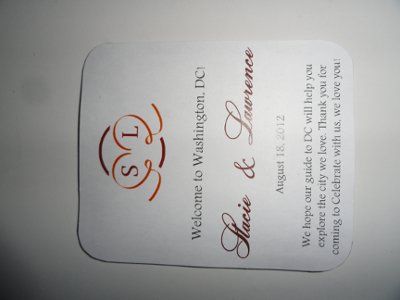 S L
Welcome to Washington, DC!
Stacie & Lawrence
August 18, 2012
We hope our guide to DC will help you
explore the city we love. Thank you for
coming to Celebrate with us, we love you!